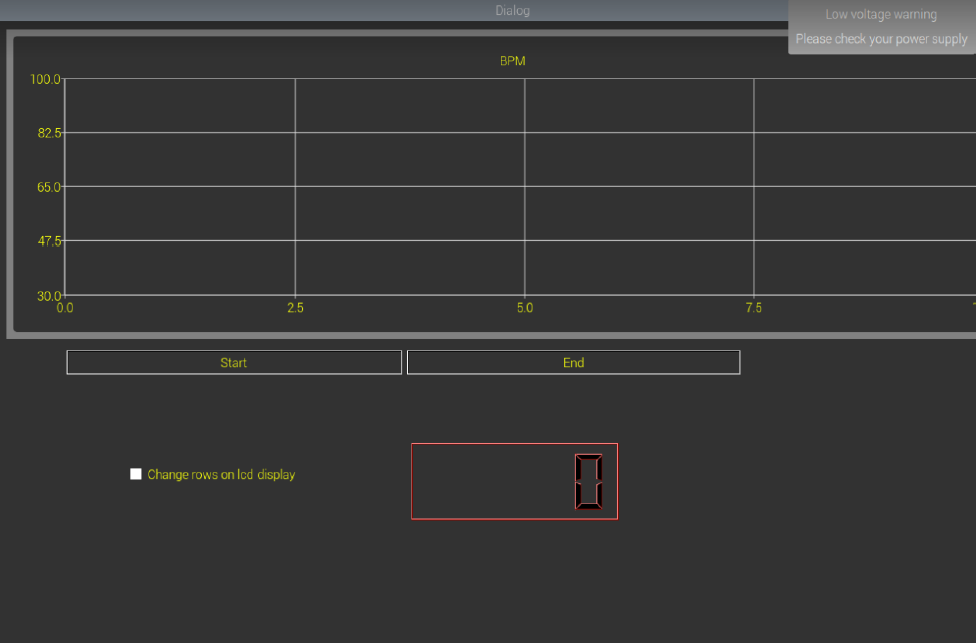 Dialog
Low voltage warning
Please check your power supply
BPM
100.0
82.5
65.0
47.5
30.0
0.0 2.5 5.0 7.5
Start End
Change rows on lcd display
0